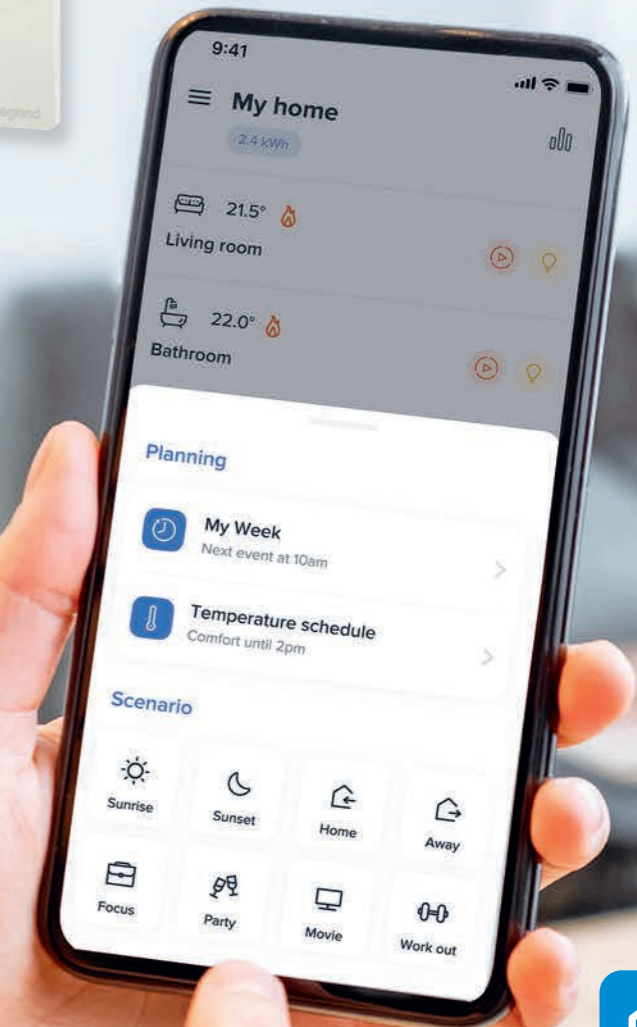 legrand
9:41
My home
2.4 kWh
21.5°
Living room
22.0°
Bathroom
Planning
My Week
Next event at 10am
Temperature schedule
Comfort until 2pm
Scenario
Sunrise
Sunset
Home
Away
Focus
Party
Movie
Work out